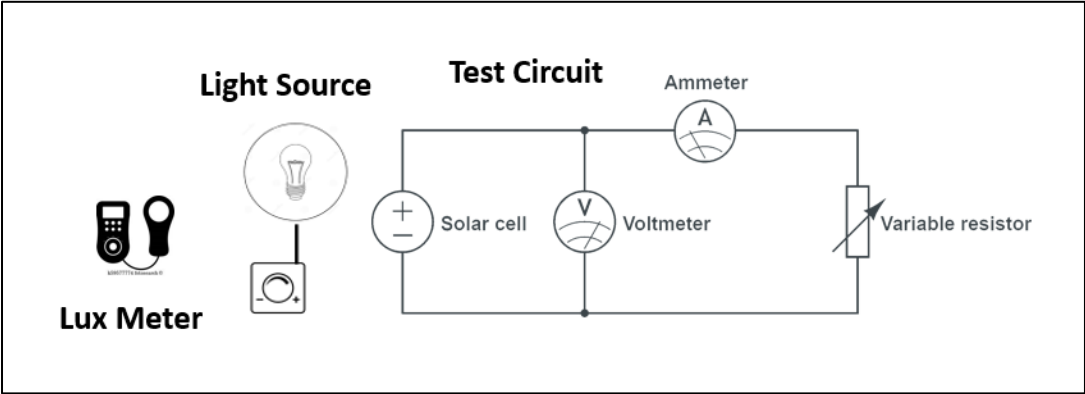 Light Source
Test Circuit
Ammeter
A
+
−
Solar cell
V
Voltmeter
Variable resistor
− +
Lux Meter